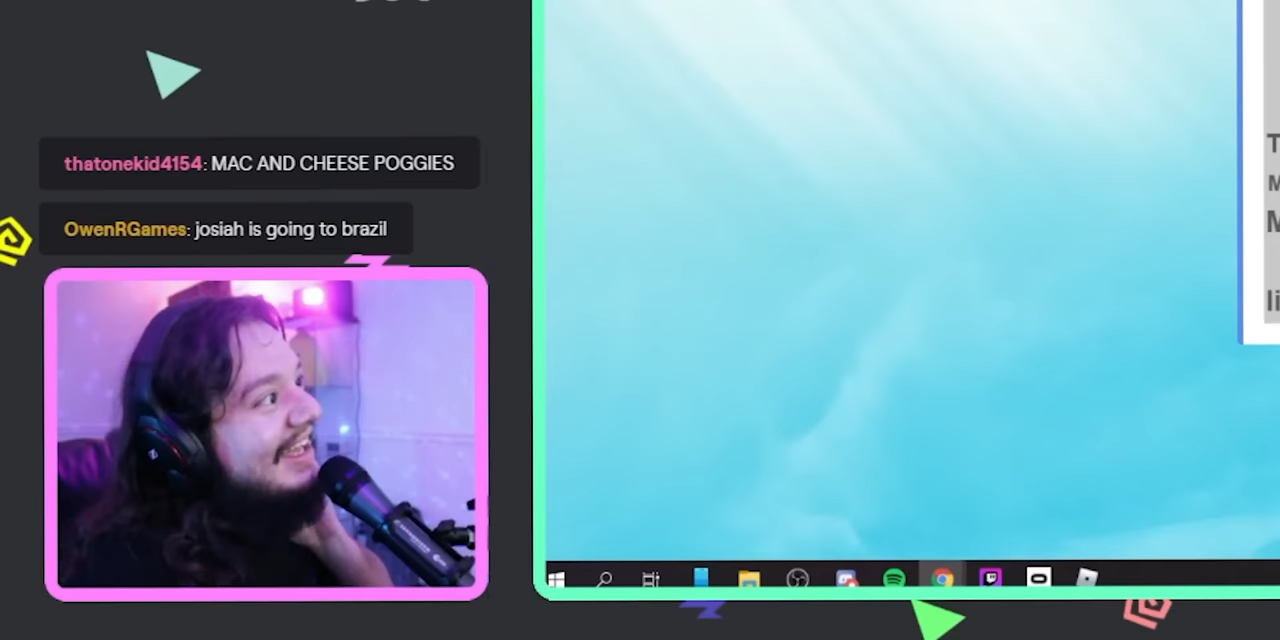 thatonekid4154: MAC AND CHEESE POGGIES
OwenRGames: josiah is going to brazil